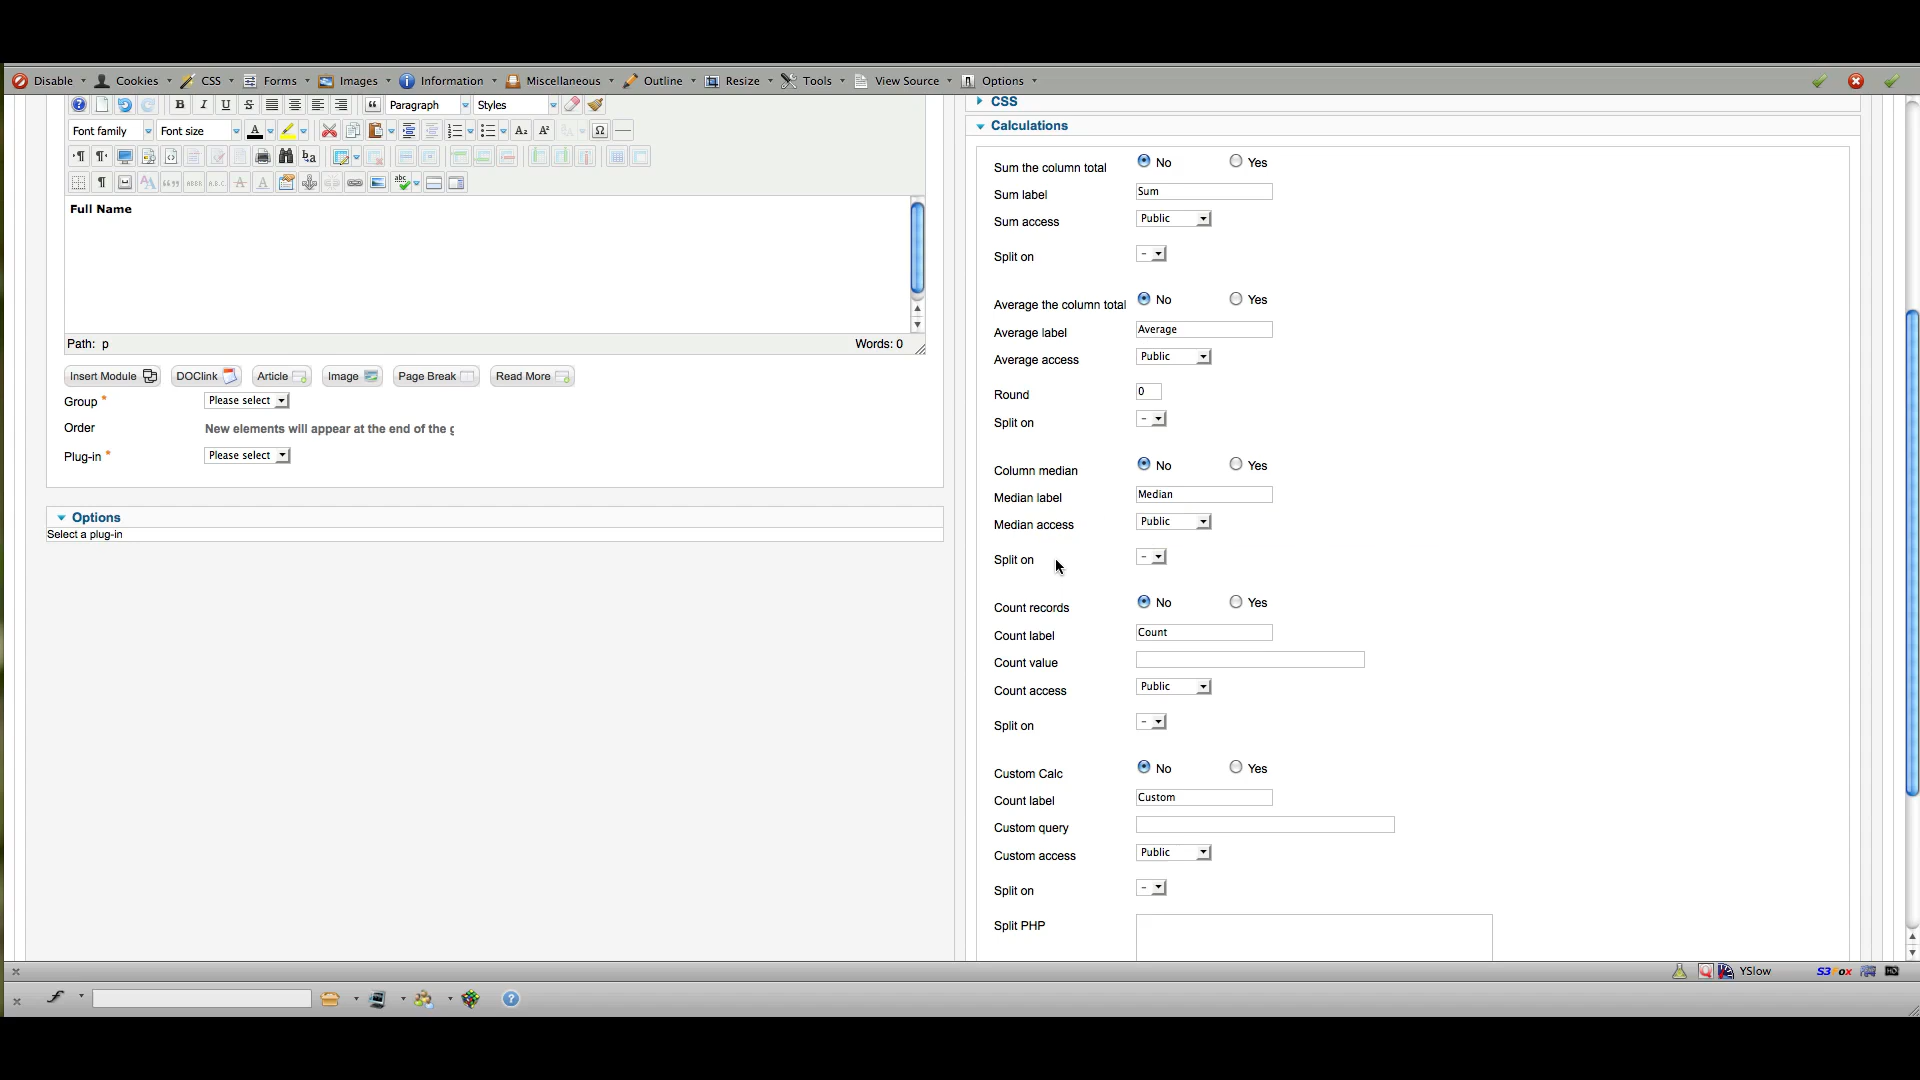 Disable Cookies CSS Forms Images Information Miscellaneous Outline Resize Tools View Source Options
Paragraph Styles
Font family Font size
Full Name
Path: p Words: 0
Insert Module DOClink Article Image Page Break Read More
Group * Please select
Order New elements will appear at the end of the g
Plug-in * Please select
Options
Select a plug-in
CSS
Calculations
Sum the column total No Yes
Sum label Sum
Sum access Public
Split on -
Average the column total No Yes
Average label Average
Average access Public
Round 0
Split on -
Column median No Yes
Median label Median
Median access Public
Split on -
Count records No Yes
Count label Count
Count value
Count access Public
Split on -
Custom Calc No Yes
Count label Custom
Custom query
Custom access Public
Split on -
Split PHP
YSlow S3Fox